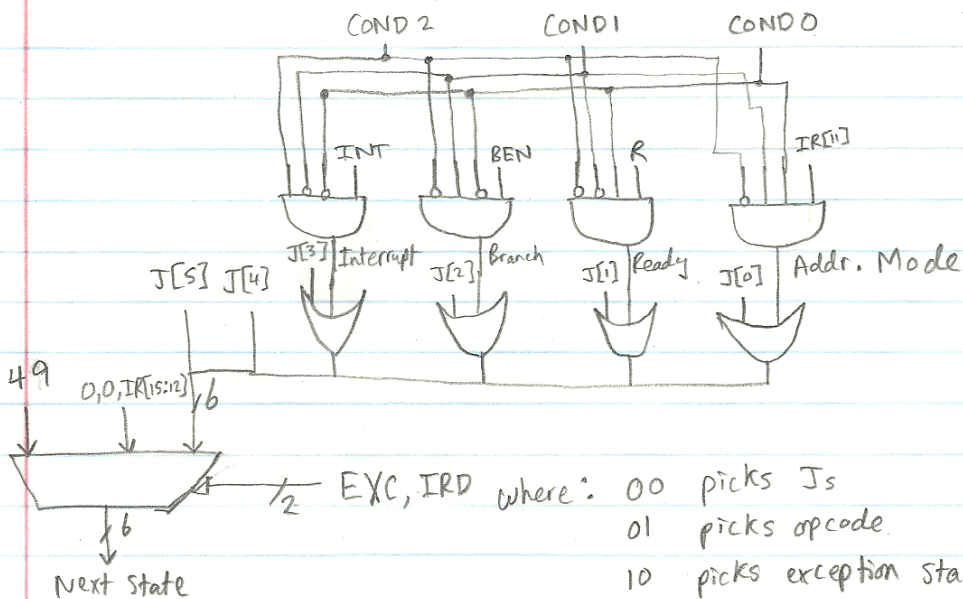 COND 2 COND1 COND 0
INT BEN R IR[11]
J[3] Interrupt J[2] Branch J[1] Ready J[0] Addr. Mode
J[5] J[4]
49 0,0,IR[15:12] 6
2 EXC, IRD where: 00 picks Js
01 picks opcode
6
Next State 10 picks exception sta